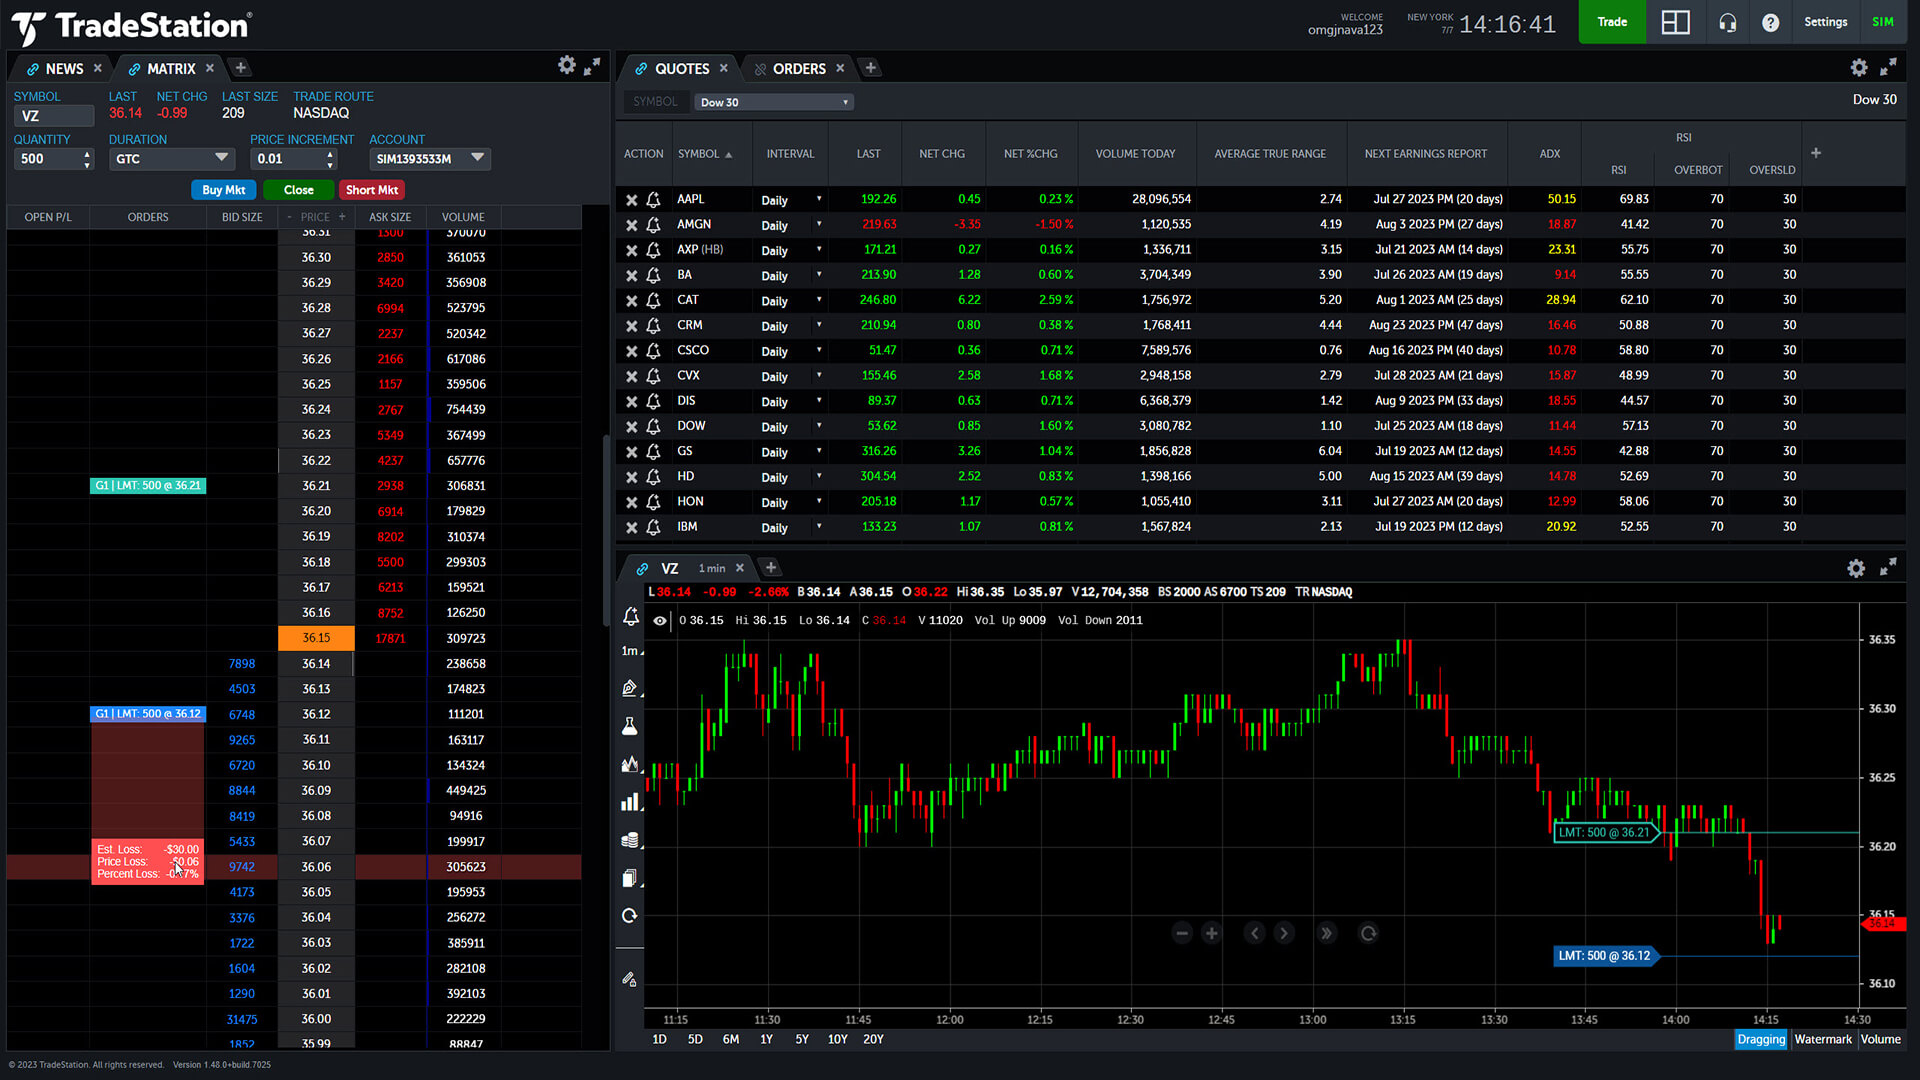 TradeStation®
WELCOME
omgjnava123
NEW YORK
7/7
14:16:41
Trade
Settings
SIM
NEWS
MATRIX
SYMBOL LAST NET CHG LAST SIZE TRADE ROUTE
VZ 36.14 -0.99 209 NASDAQ
QUANTITY DURATION PRICE INCREMENT ACCOUNT
500 GTC 0.01 SIM1393533M
Buy Mkt Close Short Mkt
OPEN P/L ORDERS BID SIZE - PRICE + ASK SIZE VOLUME
36.31 1300 370070
36.30 2850 361053
36.29 3420 356908
36.28 6994 523795
36.27 2237 520342
36.26 2166 617086
36.25 1157 359506
36.24 2767 754439
36.23 5349 367499
36.22 4237 657776
G1 | LMT: 500 @ 36.21 36.21 2938 306831
36.20 6914 179829
36.19 8202 310374
36.18 5500 299303
36.17 6213 159521
36.16 8752 126250
36.15 17871 309723
7898 36.14 238658
4503 36.13 174823
G1 | LMT: 500 @ 36.12 6748 36.12 111201
9265 36.11 163117
6720 36.10 134324
8844 36.09 449425
8419 36.08 94916
5433 36.07 199917
Est. Loss: -$30.00
Price Loss: -$0.06
Percent Loss:
9742 36.06 305623
4173 36.05 195953
3376 36.04 256272
1722 36.03 385911
1604 36.02 282108
1290 36.01 392103
31475 36.00 222229
1852 35.99 88847
QUOTES
ORDERS
SYMBOL Dow 30 Dow 30
ACTION SYMBOL INTERVAL LAST NET CHG NET %CHG VOLUME TODAY AVERAGE TRUE RANGE NEXT EARNINGS REPORT ADX RSI
RSI OVERBOT OVERSLD
AAPL Daily 192.26 0.45 0.23 % 28,096,554 2.74 Jul 27 2023 PM (20 days) 50.15 69.83 70 30
AMGN Daily 219.63 -3.35 -1.50 % 1,120,535 4.19 Aug 3 2023 PM (27 days) 18.87 41.42 70 30
AXP (HB) Daily 171.21 0.27 0.16 % 1,336,711 3.15 Jul 21 2023 AM (14 days) 23.31 55.75 70 30
BA Daily 213.90 1.28 0.60 % 3,704,349 3.90 Jul 26 2023 AM (19 days) 9.14 55.55 70 30
CAT Daily 246.80 6.22 2.59 % 1,756,972 5.20 Aug 1 2023 AM (25 days) 28.94 62.10 70 30
CRM Daily 210.94 0.80 0.38 % 1,768,411 4.44 Aug 23 2023 PM (47 days) 16.46 50.88 70 30
CSCO Daily 51.47 0.36 0.71 % 7,589,576 0.76 Aug 16 2023 PM (40 days) 10.78 58.80 70 30
CVX Daily 155.46 2.58 1.68 % 2,948,158 2.79 Jul 28 2023 AM (21 days) 15.87 48.99 70 30
DIS Daily 89.37 0.63 0.71 % 6,368,379 1.42 Aug 9 2023 PM (33 days) 18.55 44.57 70 30
DOW Daily 53.62 0.85 1.60 % 3,080,782 1.10 Jul 25 2023 AM (18 days) 11.44 57.13 70 30
GS Daily 316.26 3.26 1.04 % 1,856,828 6.04 Jul 19 2023 AM (12 days) 14.55 42.88 70 30
HD Daily 304.54 2.52 0.83 % 1,398,166 5.00 Aug 15 2023 AM (39 days) 14.78 52.69 70 30
HON Daily 205.18 1.17 0.57 % 1,055,410 3.11 Jul 27 2023 AM (20 days) 12.99 58.06 70 30
IBM Daily 133.23 1.07 0.81 % 1,567,824 2.13 Jul 19 2023 PM (12 days) 20.92 52.55 70 30
VZ 1 min
L 36.14 -0.99 -2.66% B 36.14 A 36.15 O 36.22 Hi 36.35 Lo 35.97 V 12,704,358 BS 2000 AS 6700 TS 209 TR NASDAQ
O 36.15 Hi 36.15 Lo 36.14 C 36.14 V 11020 Vol Up 9009 Vol Down 2011
1m
36.35
36.30
36.25
LMT: 500 @ 36.21
36.20
36.15
36.14
LMT: 500 @ 36.12
36.10
11:15 11:30 11:45 12:00 12:15 12:30 12:45 13:00 13:15 13:30 13:45 14:00 14:15 14:30
1D 5D 6M 1Y 5Y 10Y 20Y
Dragging Watermark Volume
© 2023 TradeStation. All rights reserved. Version 1.48.0+build.7025